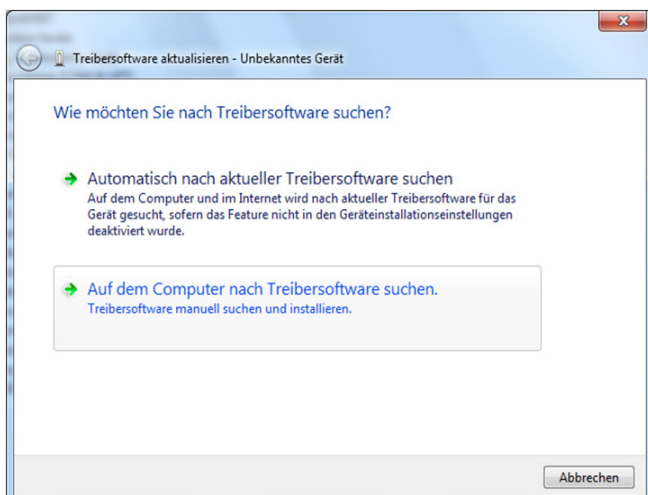 Treibersoftware aktualisieren - Unbekanntes Gerät
Wie möchten Sie nach Treibersoftware suchen?
Automatisch nach aktueller Treibersoftware suchen
Auf dem Computer und im Internet wird nach aktueller Treibersoftware für das
Gerät gesucht, sofern das Feature nicht in den Geräteinstallationseinstellungen
deaktiviert wurde.
Auf dem Computer nach Treibersoftware suchen.
Treibersoftware manuell suchen und installieren.
Abbrechen